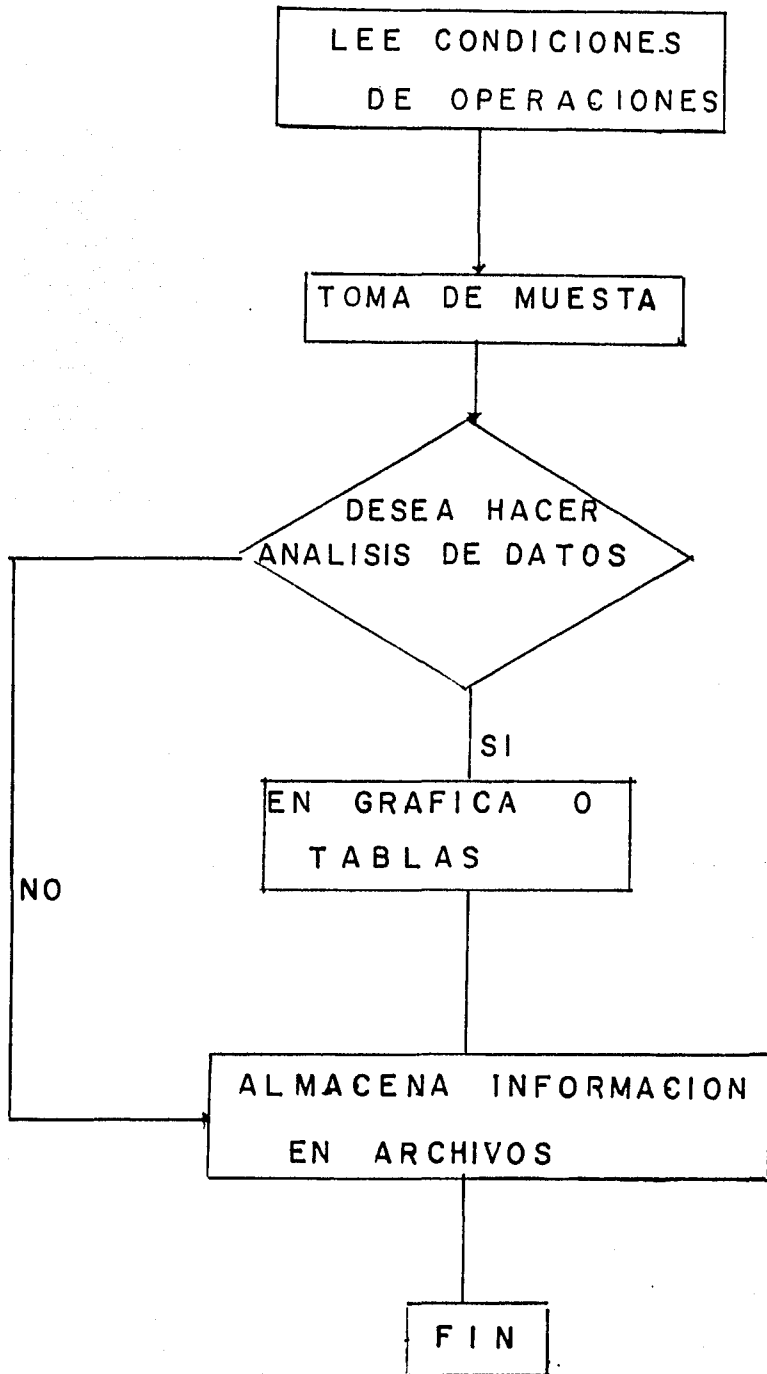 LEE CONDICIONES
DE OPERACIONES
TOMA DE MUESTA
DESEA HACER
ANALISIS DE DATOS
SI
EN GRAFICA O
TABLAS
NO
ALMACENA INFORMACION
EN ARCHIVOS
FIN